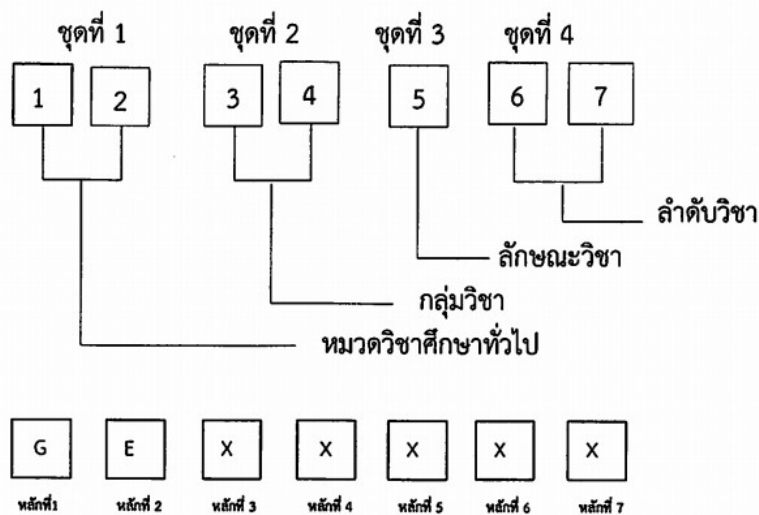 ชุดที่ 1 ชุดที่ 2 ชุดที่ 3 ชุดที่ 4
1 2 3 4 5 6 7
ลำดับวิชา
ลักษณะวิชา
กลุ่มวิชา
หมวดวิชาศึกษาทั่วไป
G E X X X X X
หลักที่1 หลักที่ 2 หลักที่ 3 หลักที่ 4 หลักที่ 5 หลักที่ 6 หลักที่ 7